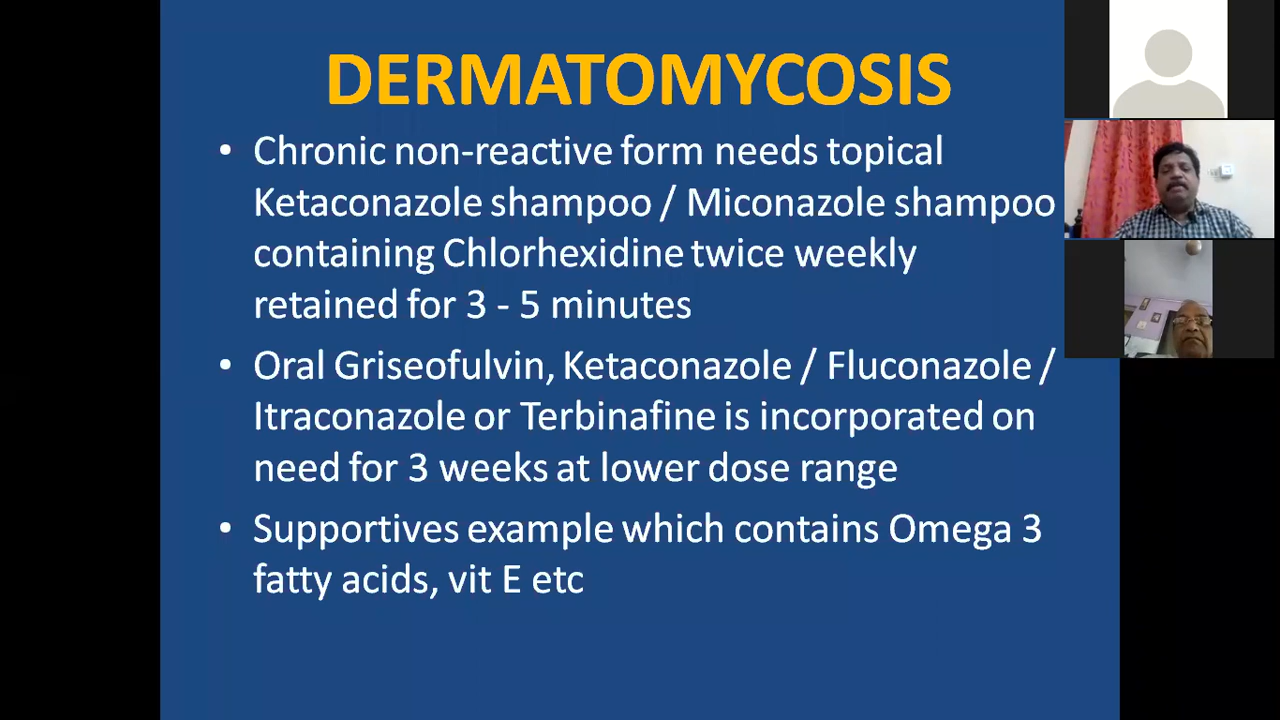 DERMATOMYCOSIS
• Chronic non-reactive form needs topical
Ketaconazole shampoo / Miconazole shampoo
containing Chlorhexidine twice weekly
retained for 3 - 5 minutes
• Oral Griseofulvin, Ketaconazole / Fluconazole /
Itraconazole or Terbinafine is incorporated on
need for 3 weeks at lower dose range
• Supportives example which contains Omega 3
fatty acids, vit E etc